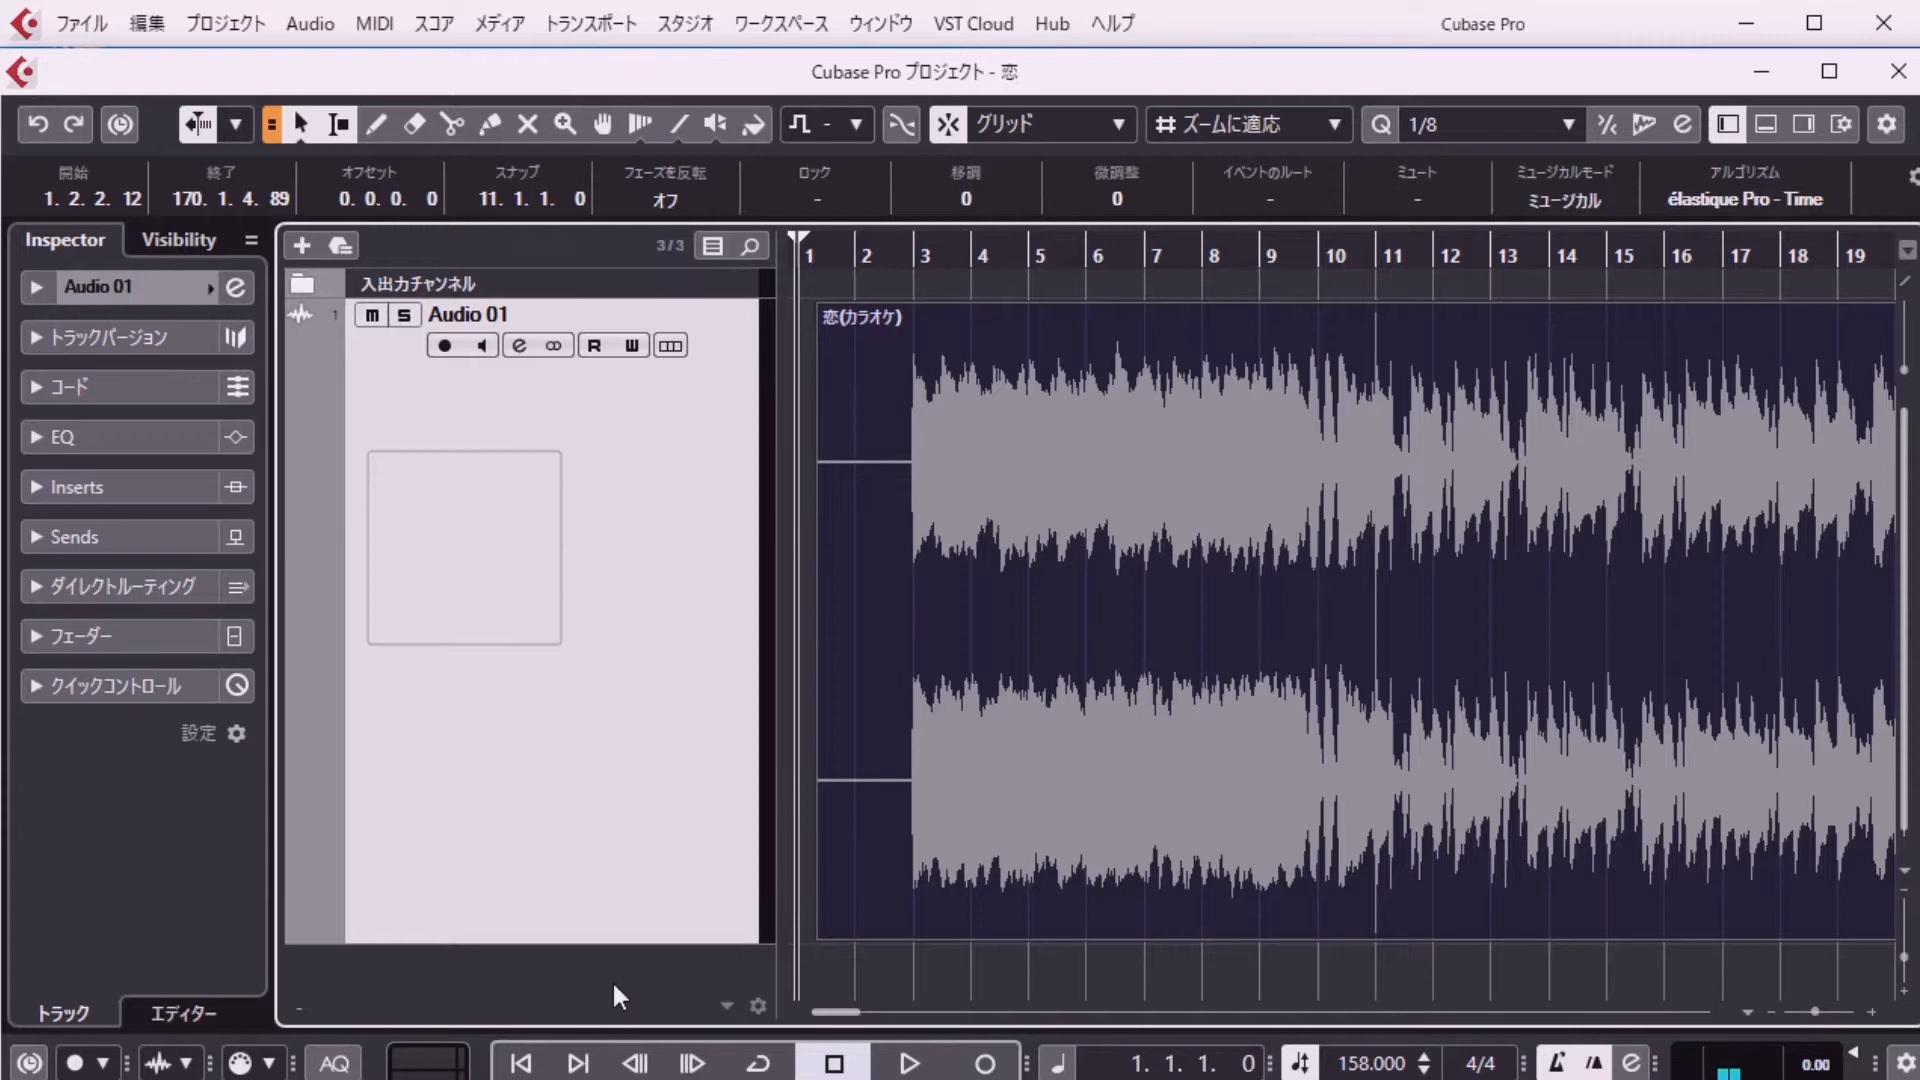 ファイル 編集 プロジェクト Audio MIDI スコア メディア トランスポート スタジオ ワークスペース ウィンドウ VST Cloud Hub ヘルプ Cubase Pro
Cubase Pro プロジェクト - 恋
グリッド ズームに適応 Q 1/8
開始 終了 オフセット スナップ フェーズを反転 ロック 移調 微調整 イベントのルート ミュート ミュージカルモード アルゴリズム
1. 2. 2. 12 170. 1. 4. 89 0. 0. 0. 0 11. 1. 1. 0 オフ - 0 0 - - ミュージカル élastique Pro - Time
Inspector Visibility
3/3
1 2 3 4 5 6 7 8 9 10 11 12 13 14 15 16 17 18 19
Audio 01 e
入出力チャンネル
1 m S Audio 01
恋(カラオケ)
e R W
トラックバージョン
コード
EQ
Inserts
Sends
ダイレクトルーティング
フェーダー
クイックコントロール
設定
トラック エディター
AQ 1. 1. 1. 0 158.000 4/4 e 0.00